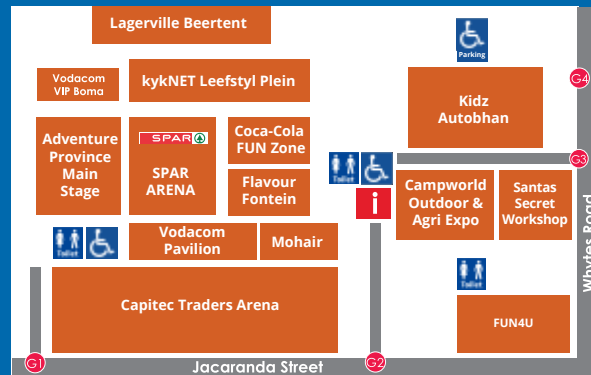 Lagerville Beertent
Parking
Vodacom
VIP Boma
kykNET Leefstyl Plein
Kidz
Autobhan
G4
Adventure
Province
Main
Stage
SPAR
SPAR
ARENA
Coca-Cola
FUN Zone
Flavour
Fontein
Toilet
i
G3
Campworld
Outdoor &
Agri Expo
Santas
Secret
Workshop
Whytes Road
Toilet
Vodacom
Pavilion
Mohair
Capitec Traders Arena
Toilet
FUN4U
G1
Jacaranda Street
G2